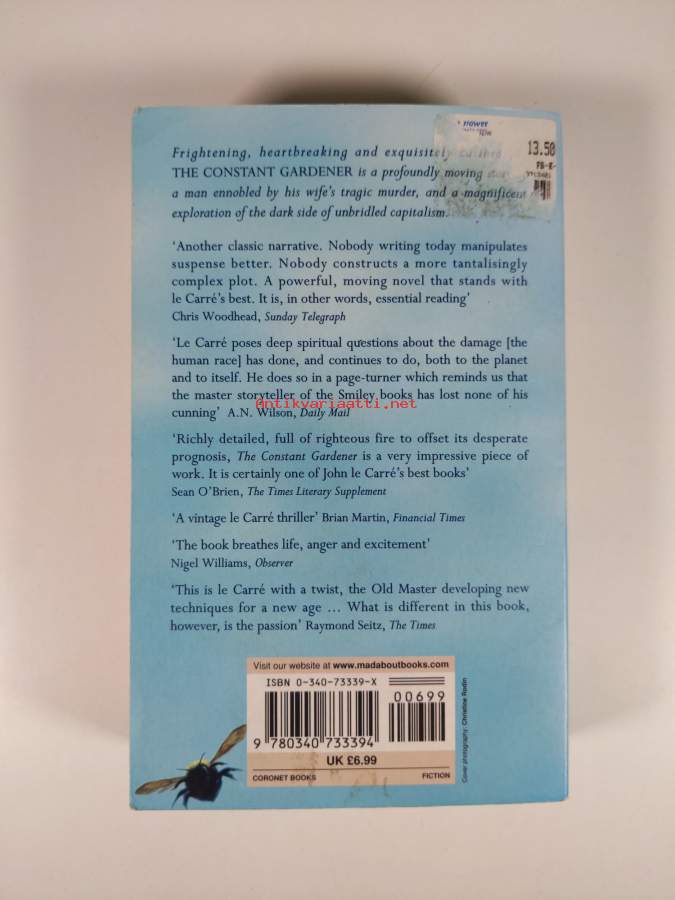 Frightening, heartbreaking and exquisitely
THE CONSTANT GARDENER is a profoundly moving
a man ennobled by his wife's tragic murder, and a magnificent
exploration of the dark side of unbridled capitalism.
13.50
'Another classic narrative. Nobody writing today manipulates
suspense better. Nobody constructs a more tantalisingly
complex plot. A powerful, moving novel that stands with
le Carré's best. It is, in other words, essential reading'
Chris Woodhead, Sunday Telegraph
'Le Carré poses deep spiritual questions about the damage [the
human race] has done, and continues to do, both to the planet
and to itself. He does so in a page-turner which reminds us that
the master storyteller of the Smiley books has lost none of his
cunning' A.N. Wilson, Daily Mail
antikvariaatti.net
'Richly detailed, full of righteous fire to offset its desperate
prognosis, The Constant Gardener is a very impressive piece of
work. It is certainly one of John le Carré's best books'
Sean O'Brien, The Times Literary Supplement
'A vintage le Carré thriller' Brian Martin, Financial Times
'The book breathes life, anger and excitement'
Nigel Williams, Observer
'This is le Carré with a twist, the Old Master developing new
techniques for a new age … What is different in this book,
however, is the passion' Raymond Seitz, The Times
Visit our website at www.madaboutbooks.com
ISBN 0-340-73339-X
00699
9 780340 733394
UK £6.99
CORONET BOOKS
FICTION
Cover photography: Christine Rodin